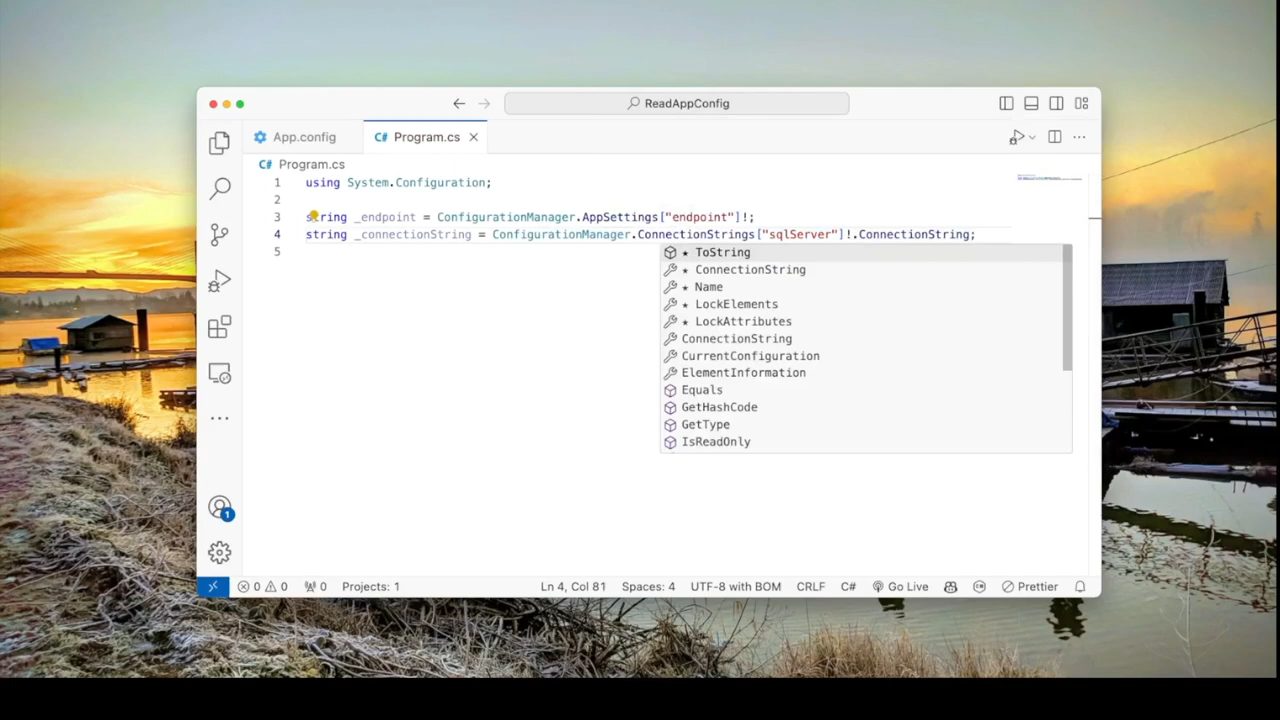 ReadAppConfig
App.config
C# Program.cs
C# Program.cs
1 using System.Configuration;
2
3 string _endpoint = ConfigurationManager.AppSettings["endpoint"]!;
4 string _connectionString = ConfigurationManager.ConnectionStrings["sqlServer"]!.ConnectionString;
5
★ ToString
★ ConnectionString
★ Name
★ LockElements
★ LockAttributes
ConnectionString
CurrentConfiguration
ElementInformation
Equals
GetHashCode
GetType
IsReadOnly
1
0 0 0 Projects: 1 Ln 4, Col 81 Spaces: 4 UTF-8 with BOM CRLF C# Go Live Prettier